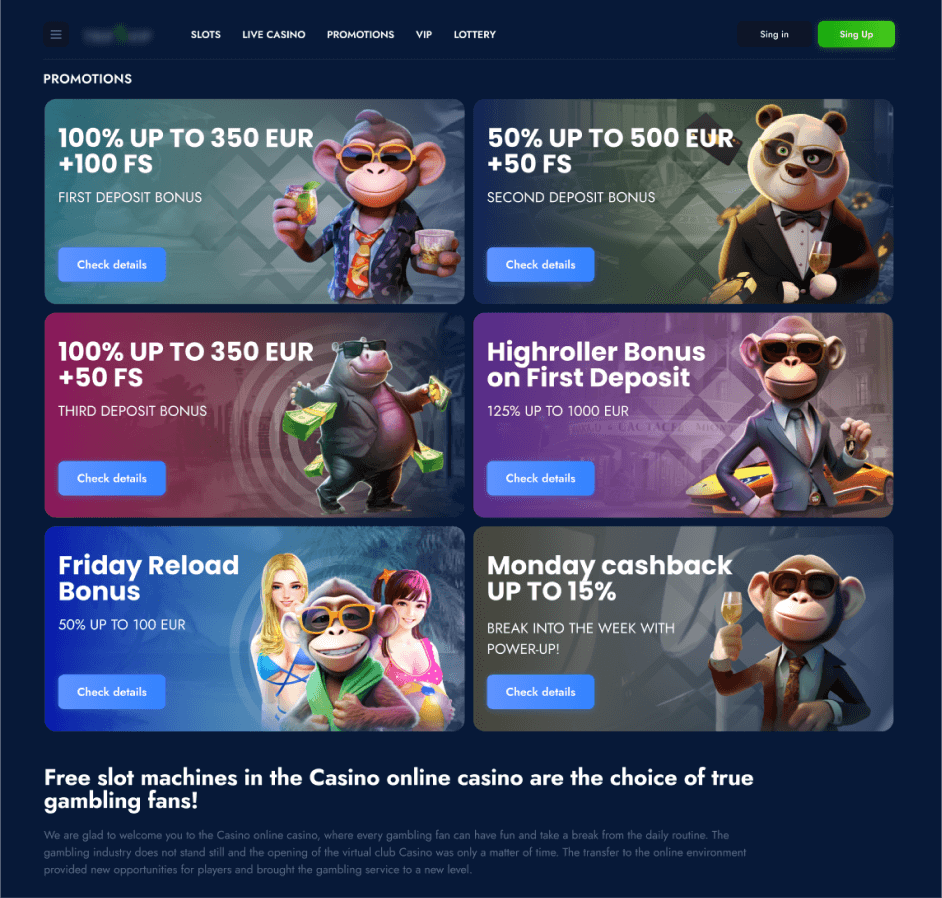 SLOTS LIVE CASINO PROMOTIONS VIP LOTTERY Sing in Sing Up
PROMOTIONS
100% UP TO 350 EUR
+100 FS
FIRST DEPOSIT BONUS
Check details
50% UP TO 500 EUR
+50 FS
SECOND DEPOSIT BONUS
Check details
100% UP TO 350 EUR
+50 FS
THIRD DEPOSIT BONUS
Check details
Highroller Bonus
on First Deposit
125% UP TO 1000 EUR
Check details
Friday Reload
Bonus
50% UP TO 100 EUR
Check details
Monday cashback
UP TO 15%
BREAK INTO THE WEEK WITH
POWER-UP!
Check details
Free slot machines in the Casino online casino are the choice of true
gambling fans!
We are glad to welcome you to the Casino online casino, where every gambling fan can have fun and take a break from the daily routine. The
gambling industry does not stand still and the opening of the virtual club Casino was only a matter of time. The transfer to the online environment
provided new opportunities for players and brought the gambling service to a new level.